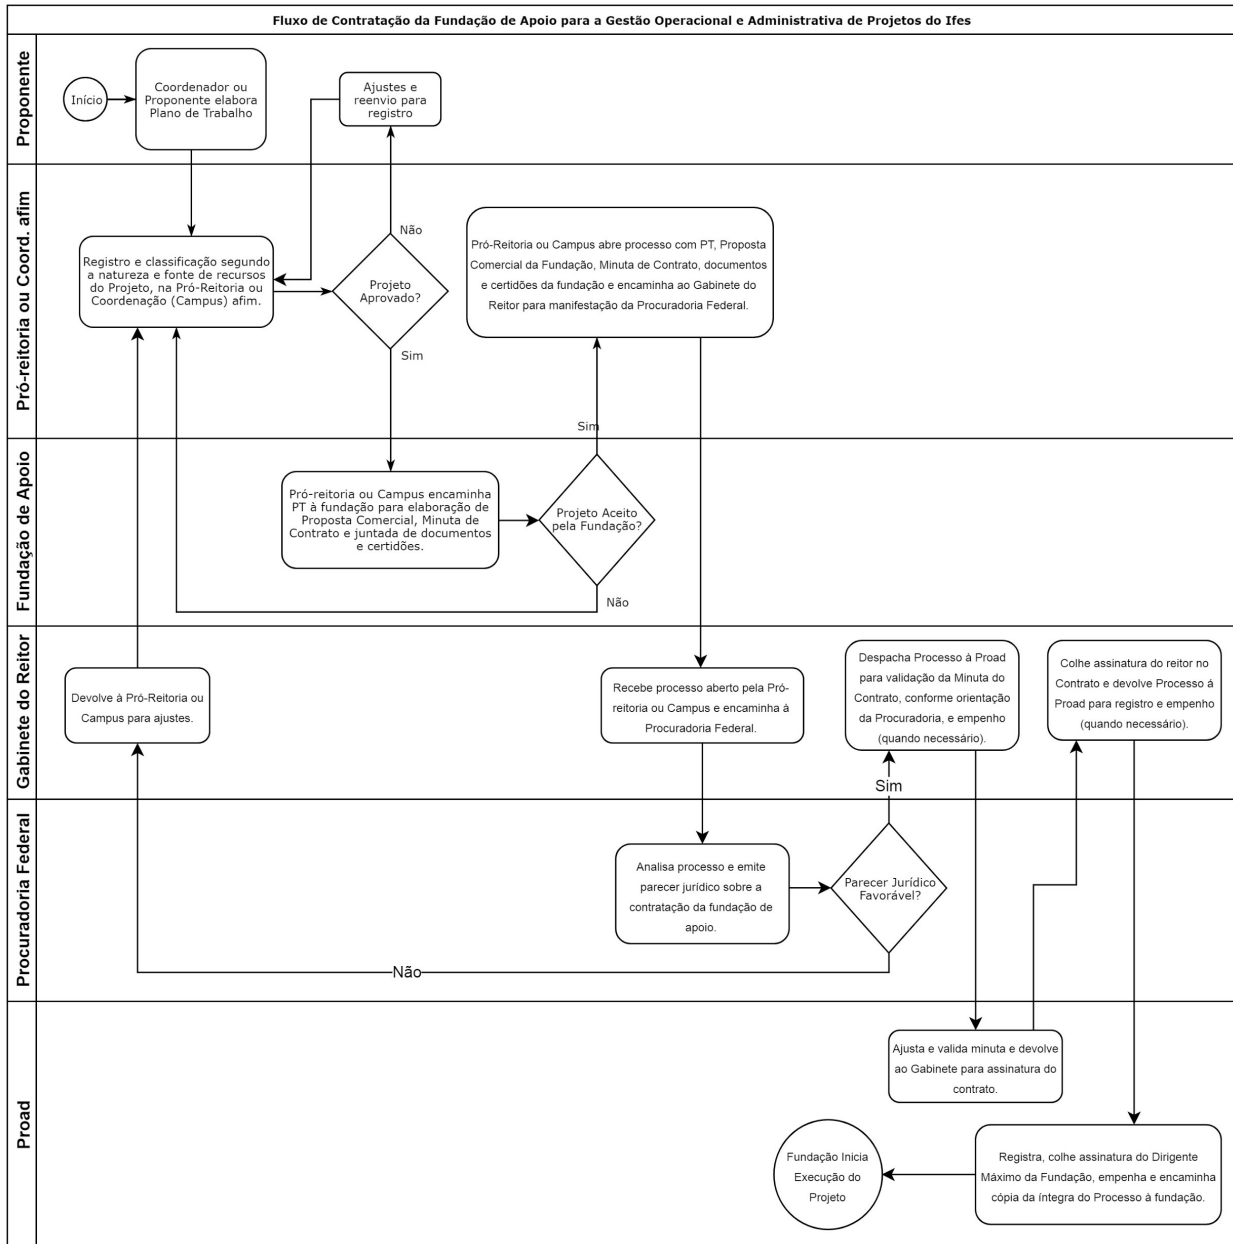 Fluxo de Contratação da Fundação de Apoio para a Gestão Operacional e Administrativa de Projetos do Ifes
Proponente
Início
Coordenador ou
Proponente elabora
Plano de Trabalho
Ajustes e
reenvio para
registro
Pró-reitoria ou Coord. afim
Registro e classificação segundo
a natureza e fonte de recursos
do Projeto, na Pró-Reitoria ou
Coordenação (Campus) afim.
Não
Projeto
Aprovado?
Sim
Pró-Reitoria ou Campus abre processo com PT, Proposta
Comercial da Fundação, Minuta de Contrato, documentos
e certidões da fundação e encaminha ao Gabinete do
Reitor para manifestação da Procuradoria Federal.
Sim
Fundação de Apoio
Pró-reitoria ou Campus encaminha
PT à fundação para elaboração de
Proposta Comercial, Minuta de
Contrato e juntada de documentos
e certidões.
Projeto Aceito
pela Fundação?
Não
Gabinete do Reitor
Devolve à Pró-Reitoria ou
Campus para ajustes.
Recebe processo aberto pela Pró-
reitoria ou Campus e encaminha à
Procuradoria Federal.
Despacha Processo à Proad
para validação da Minuta do
Contrato, conforme orientação
da Procuradoria, e empenho
(quando necessário).
Colhe assinatura do reitor no
Contrato e devolve Processo á
Proad para registro e empenho
(quando necessário).
Sim
Procuradoria Federal
Analisa processo e emite
parecer jurídico sobre a
contratação da fundação de
apoio.
Parecer Jurídico
Favorável?
Não
Proad
Ajusta e valida minuta e devolve
ao Gabinete para assinatura do
contrato.
Fundação Inicia
Execução do
Projeto
Registra, colhe assinatura do Dirigente
Máximo da Fundação, empenha e encaminha
cópia da íntegra do Processo à fundação.